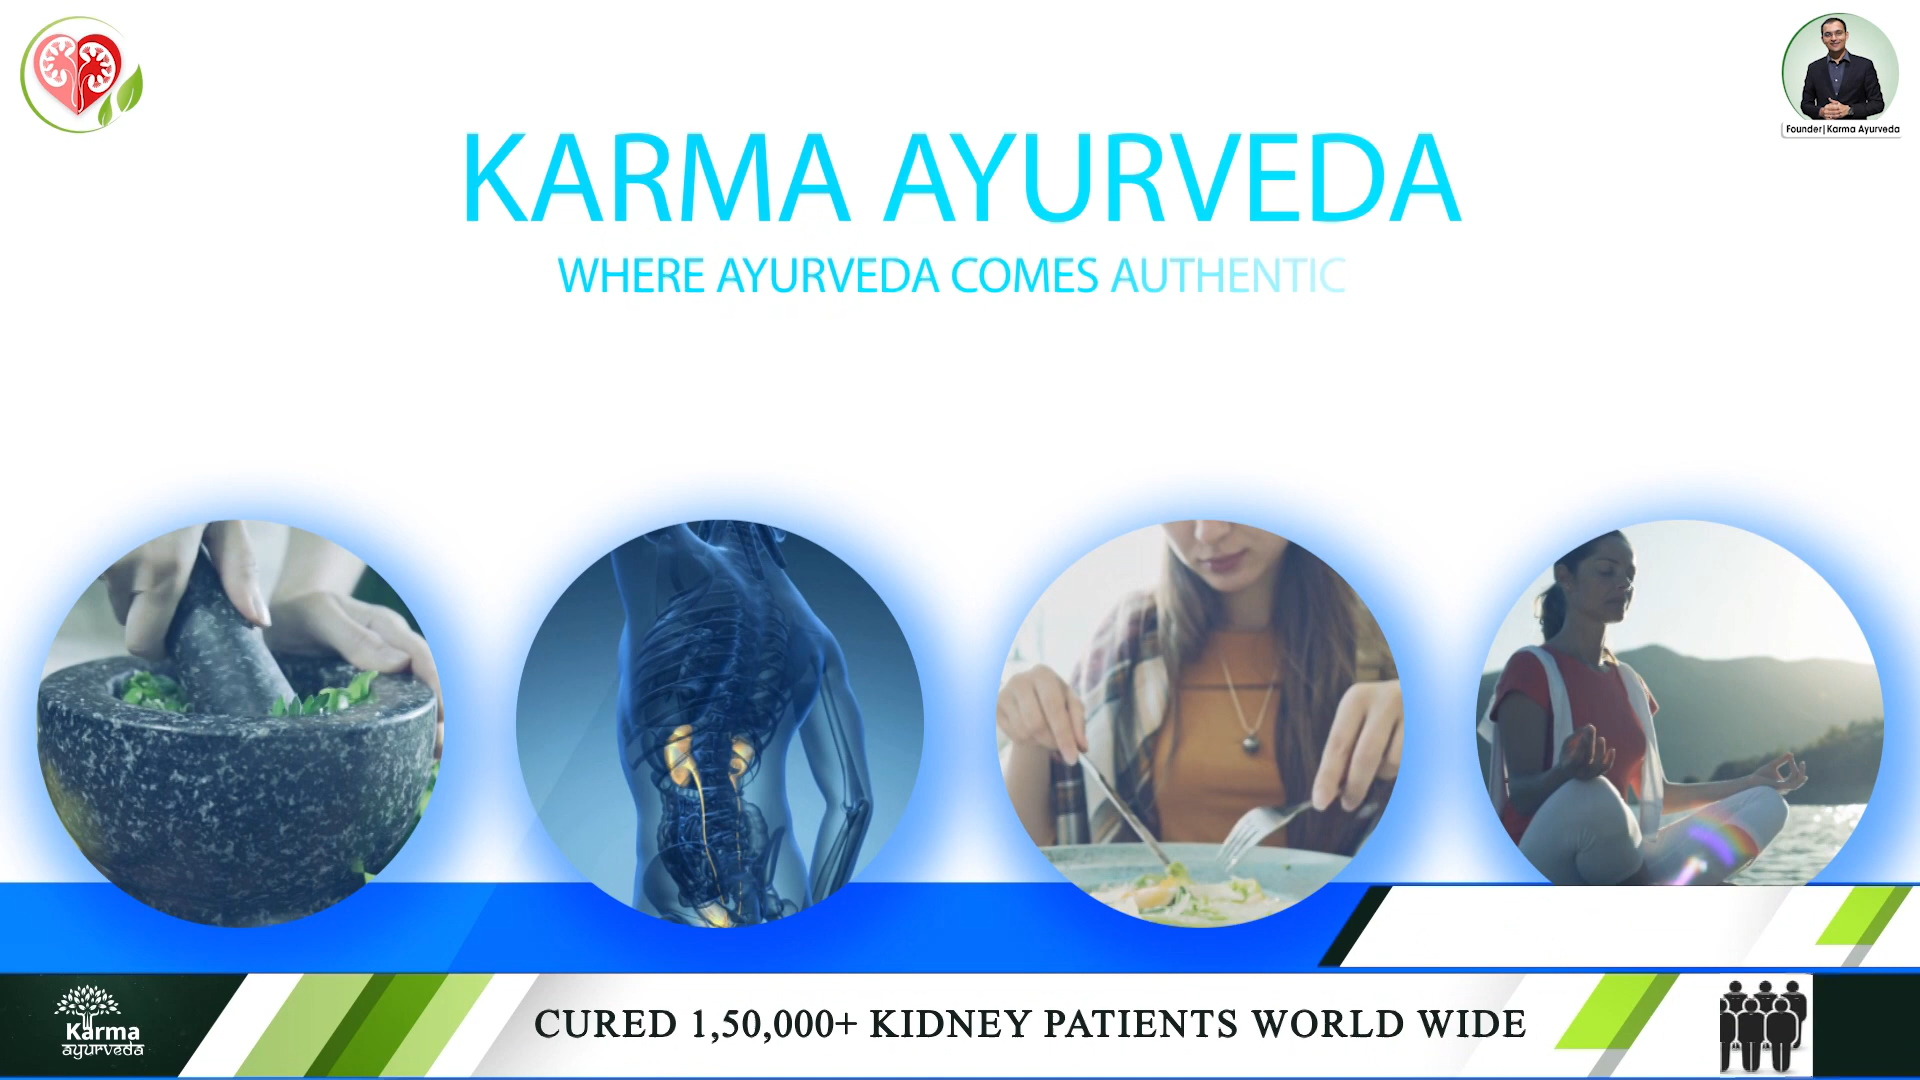 Founder|Karma Ayurveda
KARMA AYURVEDA
WHERE AYURVEDA COMES AUTHENTIC
Karma
ayurveda
CURED 1,50,000+ KIDNEY PATIENTS WORLD WIDE